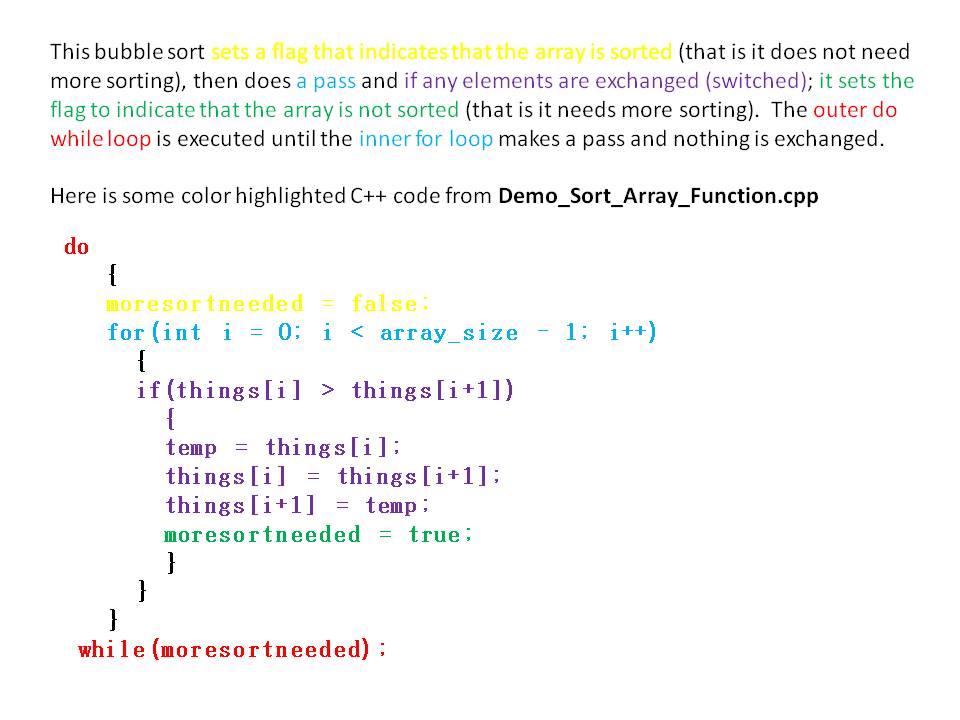 This bubble sort sets a flag that indicates that the array is sorted (that is it does not need
more sorting), then does a pass and if any elements are exchanged (switched); it sets the
flag to indicate that the array is not sorted (that is it needs more sorting).  The outer do
while loop is executed until the inner for loop makes a pass and nothing is exchanged.
Here is some color highlighted C++ code from Demo_Sort_Array_Function.cpp
do
{
moresortneeded = false;
for(int i = 0; i < array_size - 1; i++)
{
if(things[i] > things[i+1])
{
temp = things[i];
things[i] = things[i+1];
things[i+1] = temp;
moresortneeded = true;
}
}
}
while(moresortneeded);